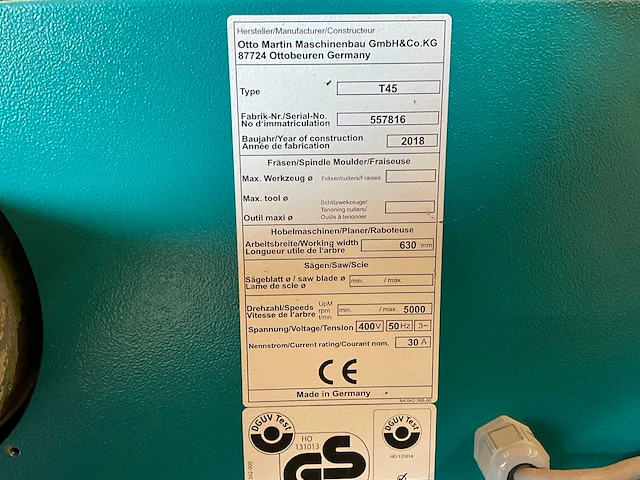 Hersteller/Manufacturer/Constructeur
Otto Martin Maschinenbau GmbH&Co.KG
87724 Ottobeuren Germany
Type T45
Fabrik-Nr./Serial-No.
No d'immatriculation 557816
Baujahr/Year of construction
Année de fabrication 2018
Fräsen/Spindle Moulder/Fraiseuse
Max. Werkzeug ø Fräser/cutters/Fraises
Max. tool ø
Schlitzwekzeuge/
Tenoning cutters/
Outil maxi ø Outils à tenonner
Hobelmaschinen/Planer/Raboteuse
Arbeitsbreite/Working width 630 mm
Longueur utile de l'arbre
Sägen/Saw/Scie
Sägeblatt ø / saw blade ø min. / max.
Lame de scie ø
Drehzahl/Speeds UpM
rpm min. / max. 5000
Vitesse de l'arbre t/mn
Spannung/Voltage/Tension 400V 50Hz 3~
Nennstrom/Current rating/Courant nom. 30 A
CE
Made in Germany
DGUV Test
HO
131013
GS
DGUV Test
HO 131014